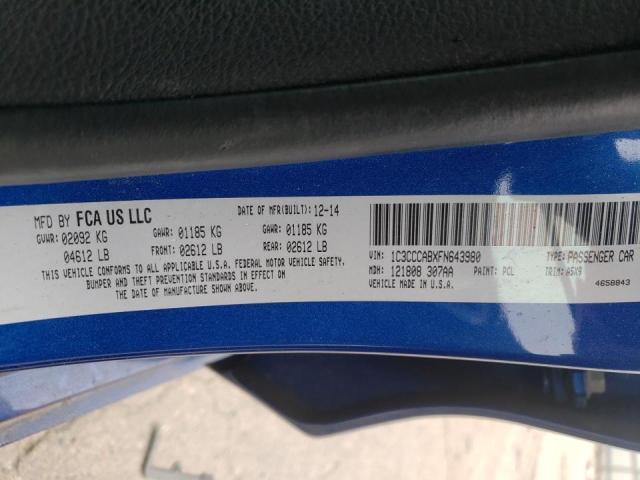 MFD BY FCA US LLC
DATE OF MFR(BUILT): 12-14
GVWR: 02092 KG
GAWR: 01185 KG
GAWR: 01185 KG
04612 LB
FRONT: 02612 LB
REAR: 02612 LB
THIS VEHICLE CONFORMS TO ALL APPLICABLE U.S.A. FEDERAL MOTOR VEHICLE SAFETY,
BUMPER AND THEFT PREVENTION STANDARDS IN EFFECT ON
THE DATE OF MANUFACTURE SHOWN ABOVE.
VIN: 1C3CCCABXFN643980
TYPE: PASSENGER CAR
MDH: 121808 307AA
PAINT: PCL
TRIM: A5X9
VEHICLE MADE IN U.S.A.
4658843